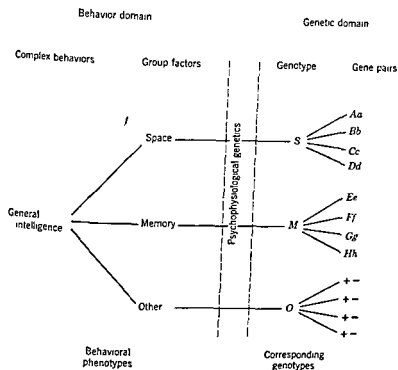 Behavior domain
Genetic domain
Complex behaviors
Group factors
Genotype
Gene pairs
Psychophysiological genetics
Space
S
Aa
Bb
Cc
Dd
General
intelligence
Memory
M
Ee
Ff
Gg
Hh
Other
O
+ −
+ −
+ −
+ −
Behavioral
phenotypes
Corresponding
genotypes